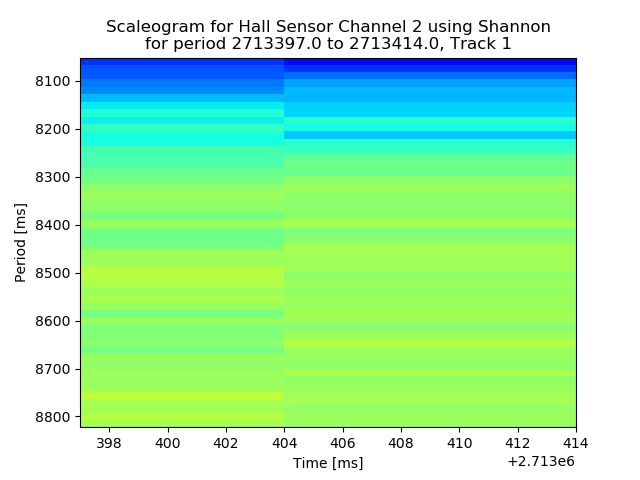 Scaleogram for Hall Sensor Channel 2 using Shannon
for period 2713397.0 to 2713414.0, Track 1
Period [ms]
8100
8200
8300
8400
8500
8600
8700
8800
398 400 402 404 406 408 410 412 414
Time [ms]
+2.713e6